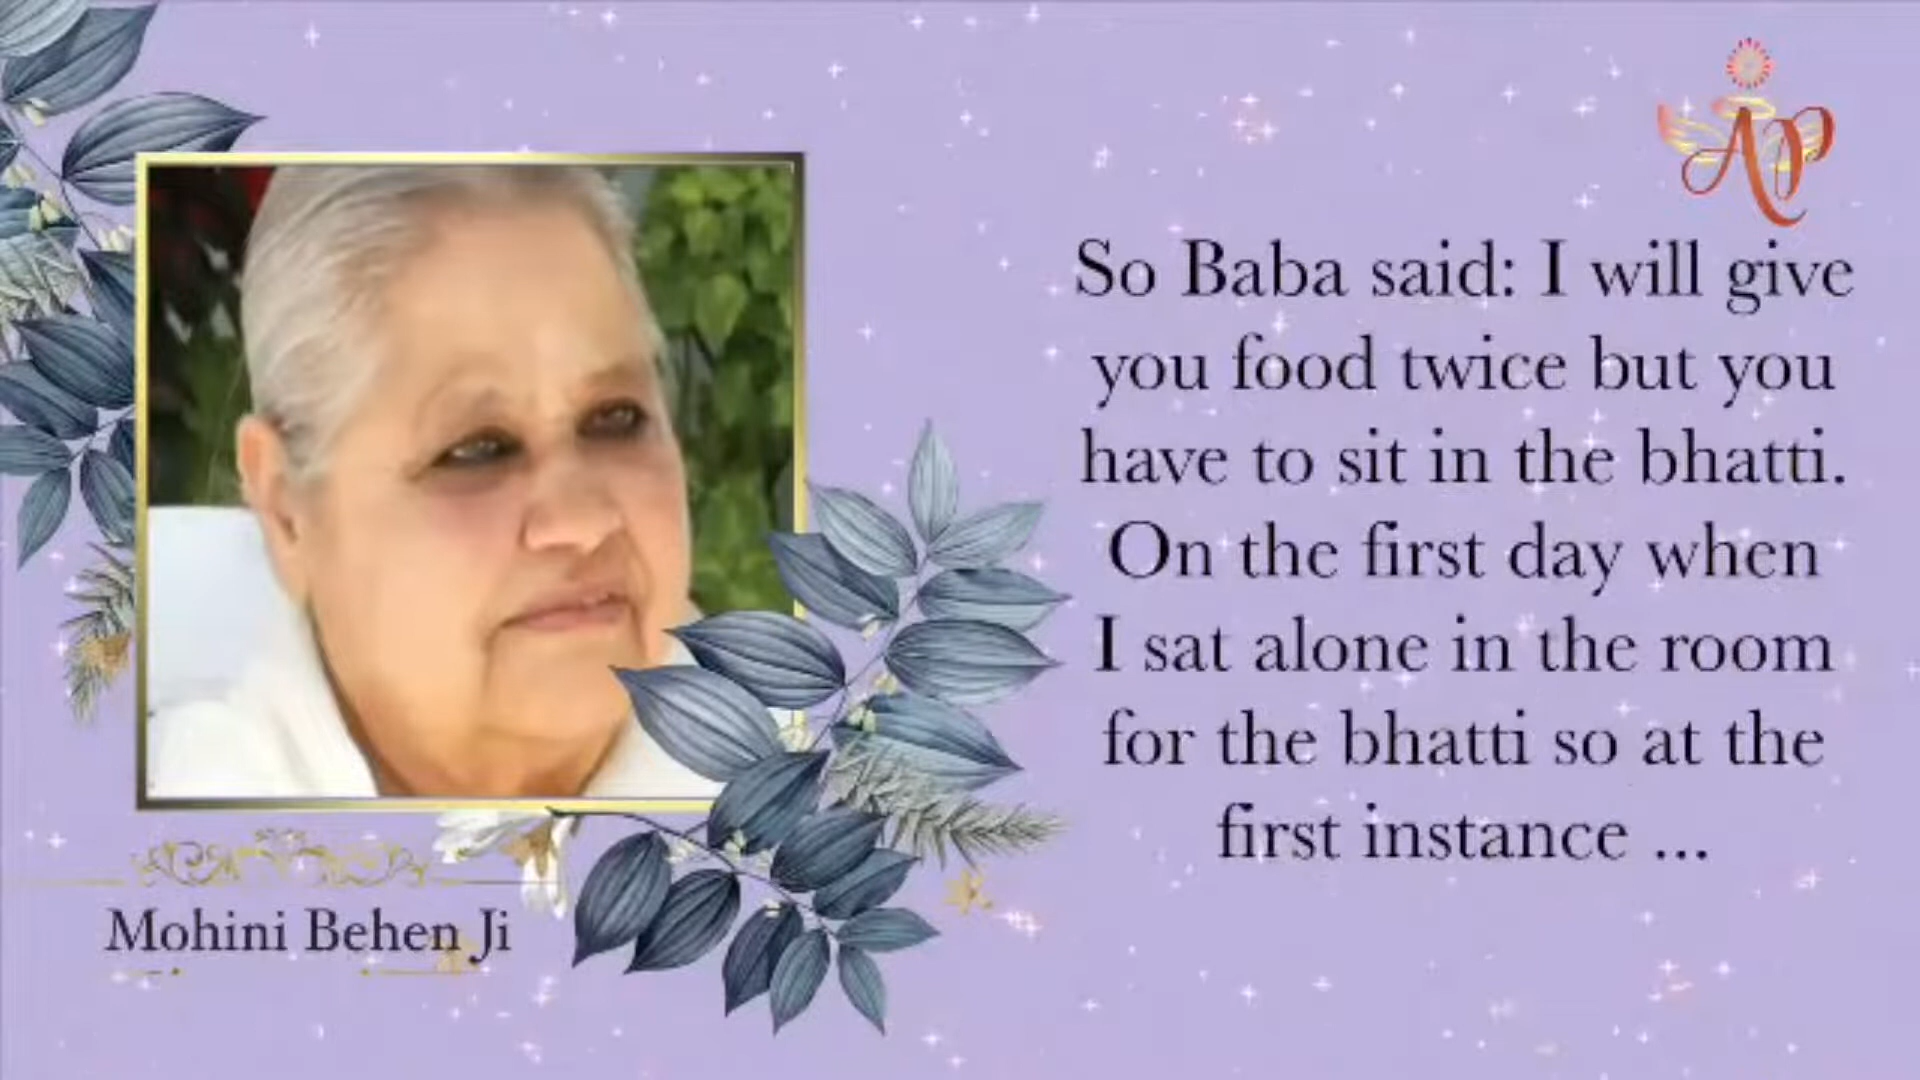 AP
So Baba said: I will give
you food twice but you
have to sit in the bhatti.
On the first day when
I sat alone in the room
for the bhatti so at the
first instance ...
Mohini Behen Ji